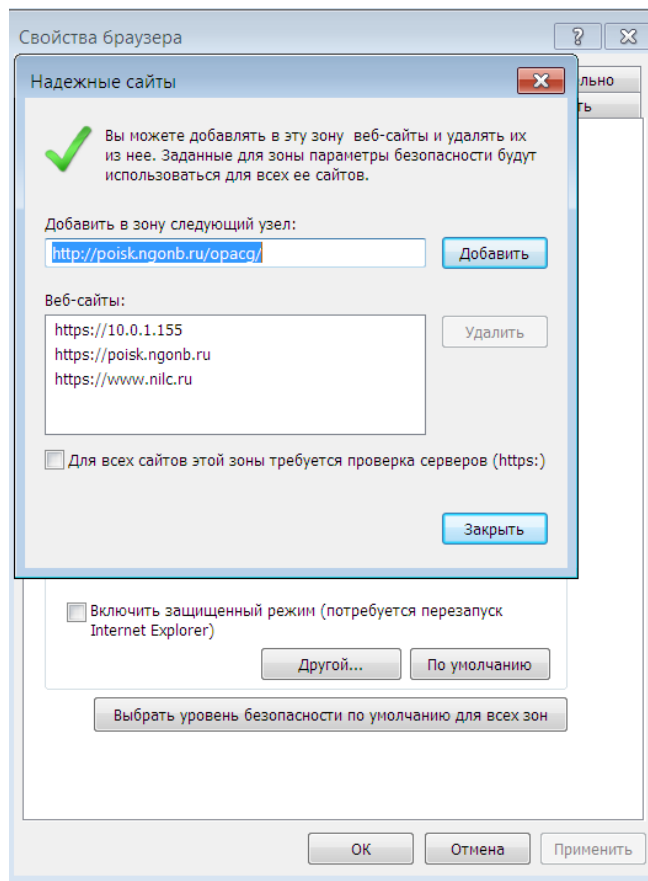 Свойства браузера
Надежные сайты
льно
ть
Вы можете добавлять в эту зону веб-сайты и удалять их
из нее. Заданные для зоны параметры безопасности будут
использоваться для всех ее сайтов.
Добавить в зону следующий узел:
http://poisk.ngonb.ru/opacg/
Добавить
Веб-сайты:
https://10.0.1.155
https://poisk.ngonb.ru
https://www.nilc.ru
Удалить
Для всех сайтов этой зоны требуется проверка серверов (https:)
Закрыть
Включить защищенный режим (потребуется перезапуск
Internet Explorer)
Другой...
По умолчанию
Выбрать уровень безопасности по умолчанию для всех зон
ОК
Отмена
Применить